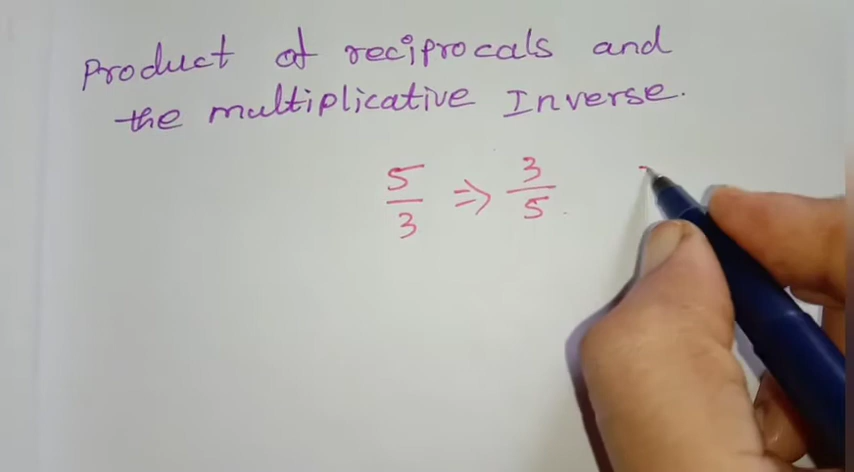 Product of reciprocals and
the multiplicative Inverse.
5/3 ⇒ 3/5